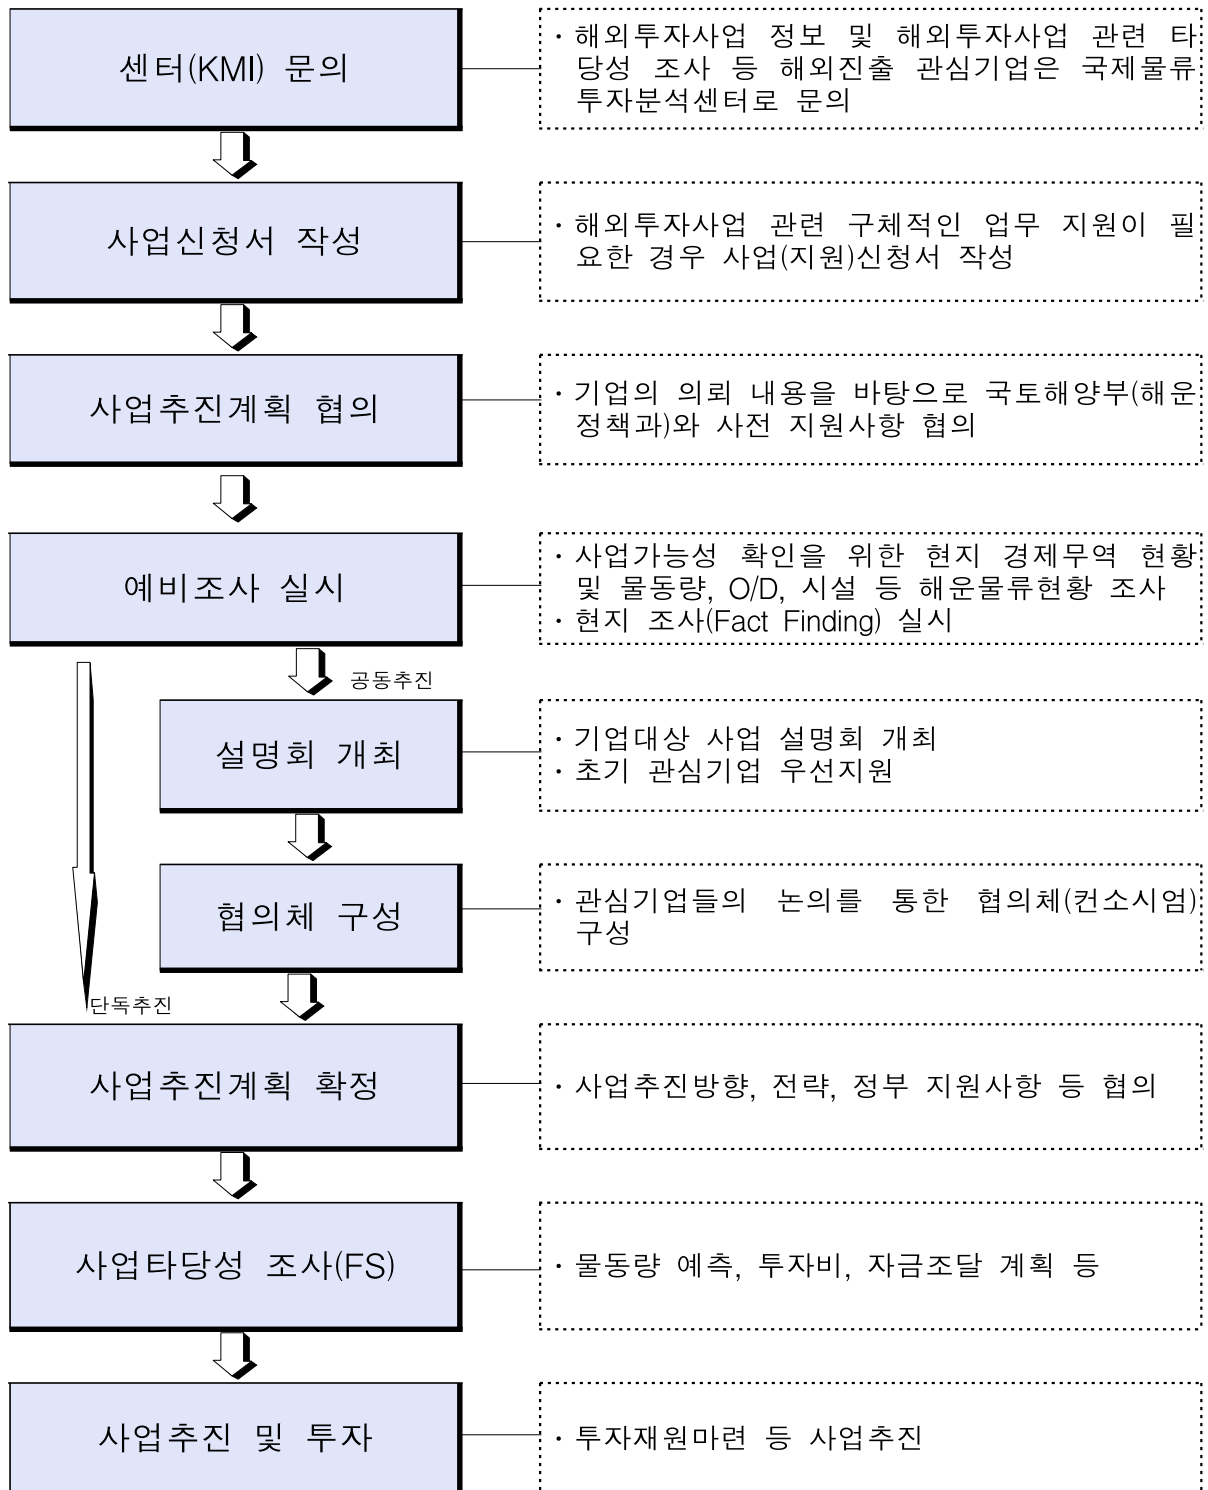 센터(KMI) 문의
· 해외투자사업 정보 및 해외투자사업 관련 타
당성 조사 등 해외진출 관심기업은 국제물류
투자분석센터로 문의
사업신청서 작성
· 해외투자사업 관련 구체적인 업무 지원이 필
요한 경우 사업(지원)신청서 작성
사업추진계획 협의
· 기업의 의뢰 내용을 바탕으로 국토해양부(해운
정책과)와 사전 지원사항 협의
예비조사 실시
· 사업가능성 확인을 위한 현지 경제무역 현황
및 물동량, O/D, 시설 등 해운물류현황 조사
· 현지 조사(Fact Finding) 실시
공동추진
설명회 개최
· 기업대상 사업 설명회 개최
· 초기 관심기업 우선지원
협의체 구성
· 관심기업들의 논의를 통한 협의체(컨소시엄)
구성
단독추진
사업추진계획 확정
· 사업추진방향, 전략, 정부 지원사항 등 협의
사업타당성 조사(FS)
· 물동량 예측, 투자비, 자금조달 계획 등
사업추진 및 투자
· 투자재원마련 등 사업추진